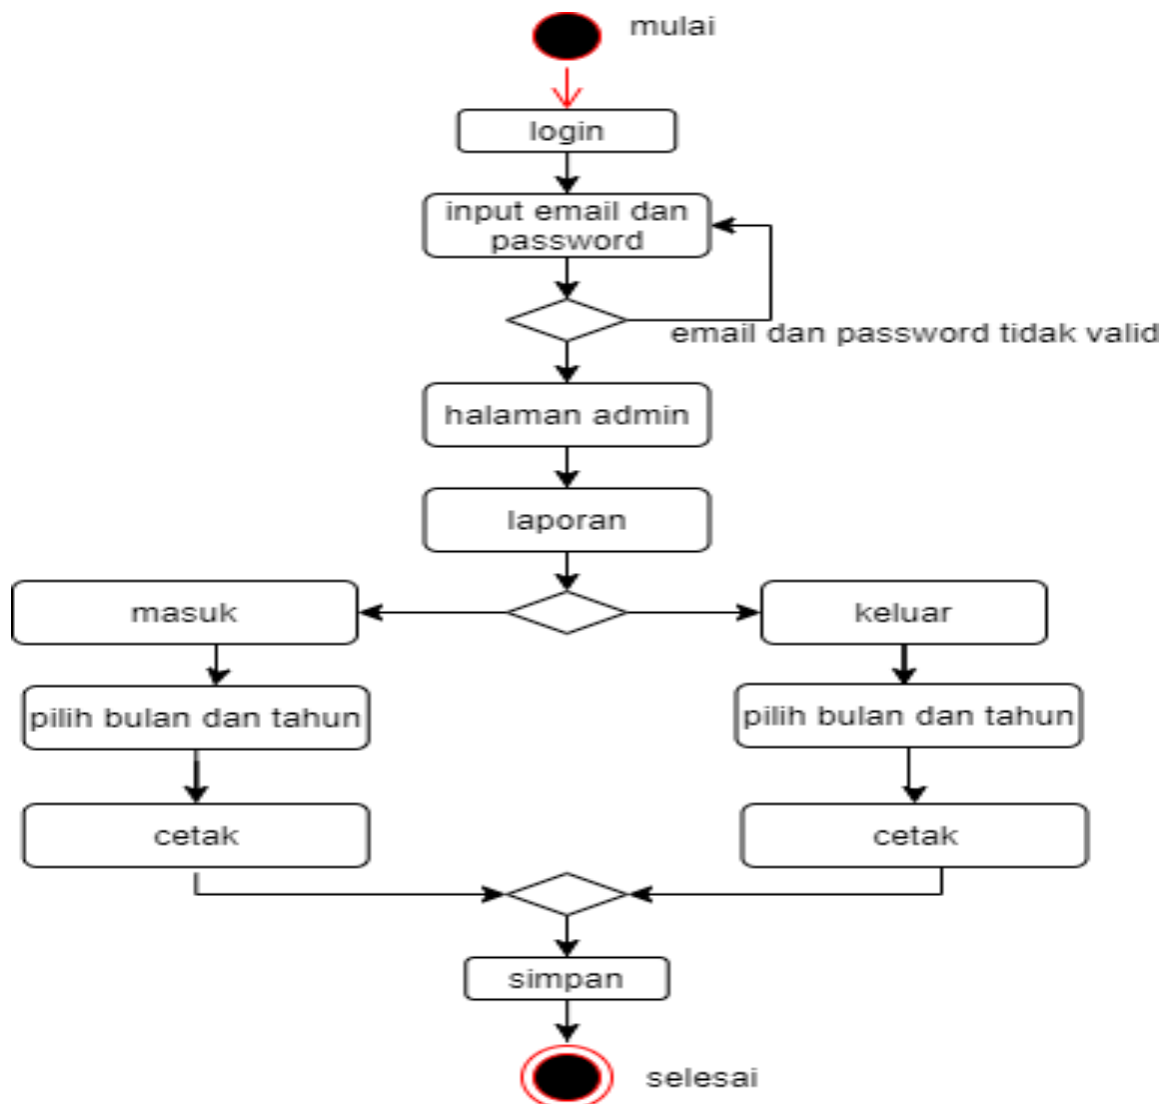 mulai
login
input email dan
password
email dan password tidak valid
halaman admin
laporan
masuk
keluar
pilih bulan dan tahun
pilih bulan dan tahun
cetak
cetak
simpan
selesai